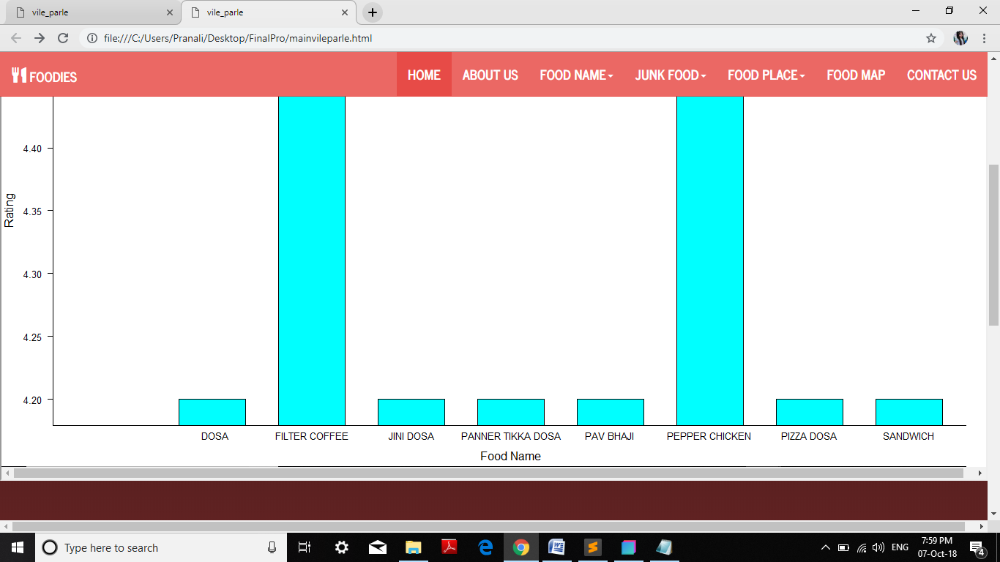 vile_parle
vile_parle
file:///C:/Users/Pranali/Desktop/FinalPro/mainvileparle.html
FOODIES HOME ABOUT US FOOD NAME JUNK FOOD FOOD PLACE FOOD MAP CONTACT US
4.40
4.35
4.30
4.25
4.20
Rating
DOSA FILTER COFFEE JINI DOSA PANNER TIKKA DOSA PAV BHAJI PEPPER CHICKEN PIZZA DOSA SANDWICH
Food Name
Type here to search
W
ENG
7:59 PM
07-Oct-18
4